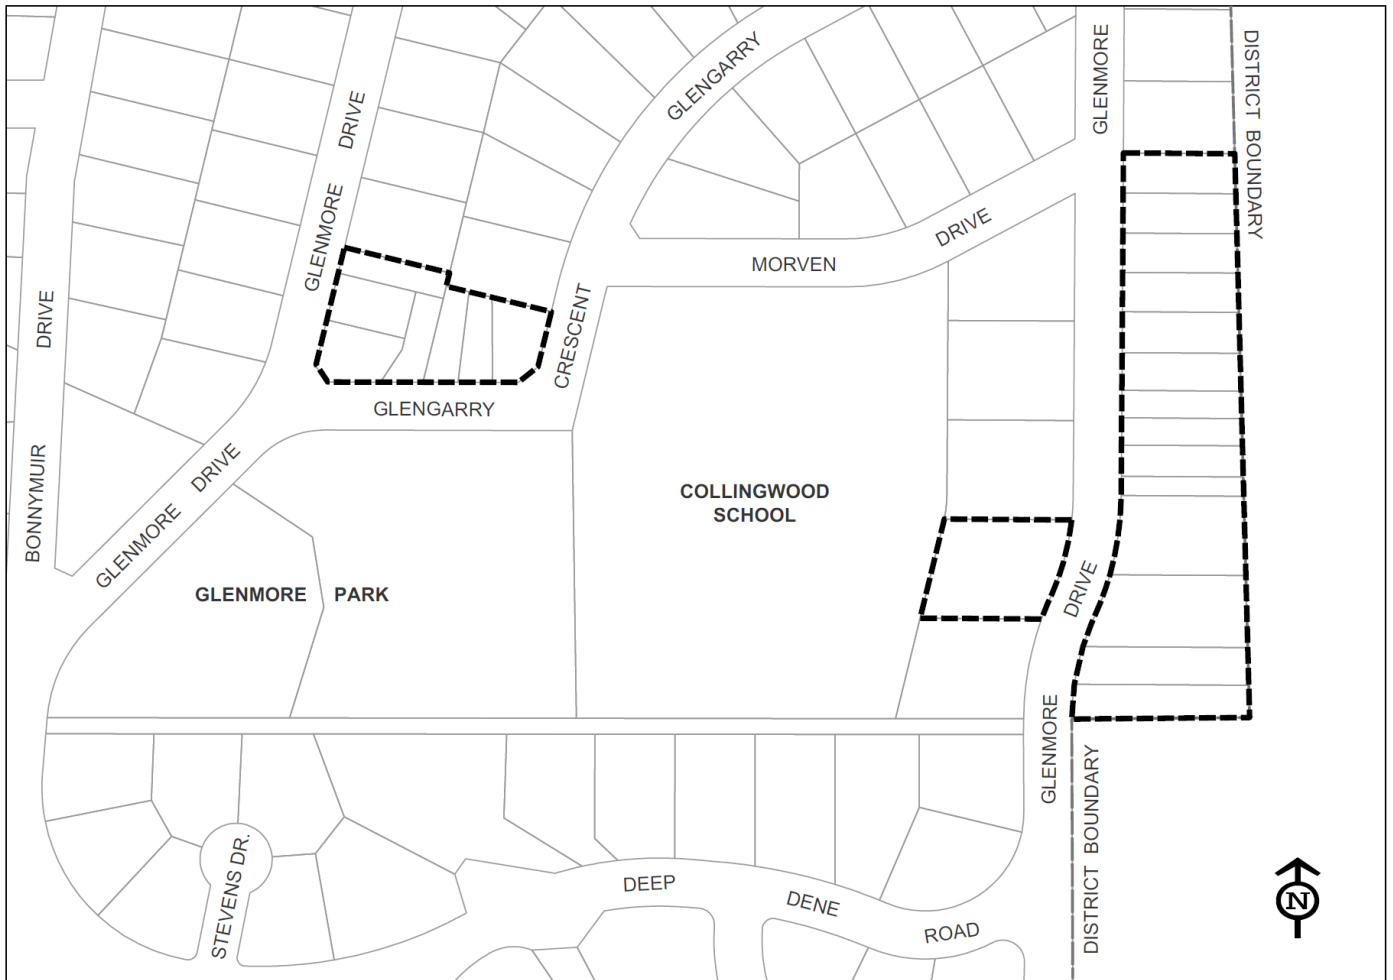 GLENGARRY
GLENMORE
DISTRICT BOUNDARY
DRIVE
GLENMORE
DRIVE
MORVEN
DRIVE
CRESCENT
GLENGARRY
BONNYMUIR
DRIVE
GLENMORE
DRIVE
COLLINGWOOD
SCHOOL
GLENMORE PARK
DRIVE
GLENMORE
DISTRICT BOUNDARY
STEVENS DR.
DEEP
DENE
ROAD
N